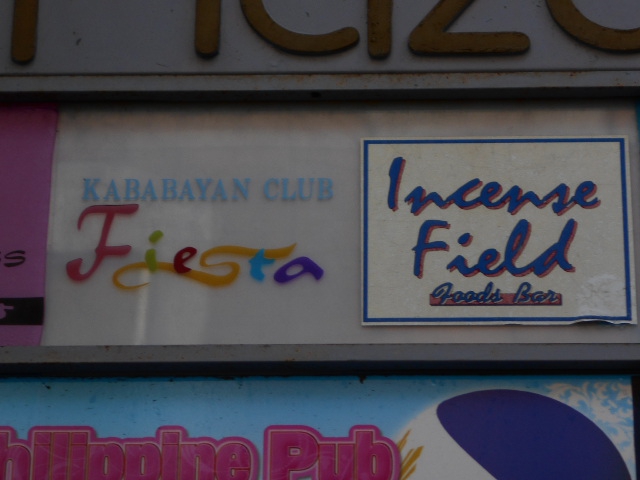 KABABAYAN CLUB
Fiesta
Incense
Field
Foods Bar
Philippine Pub